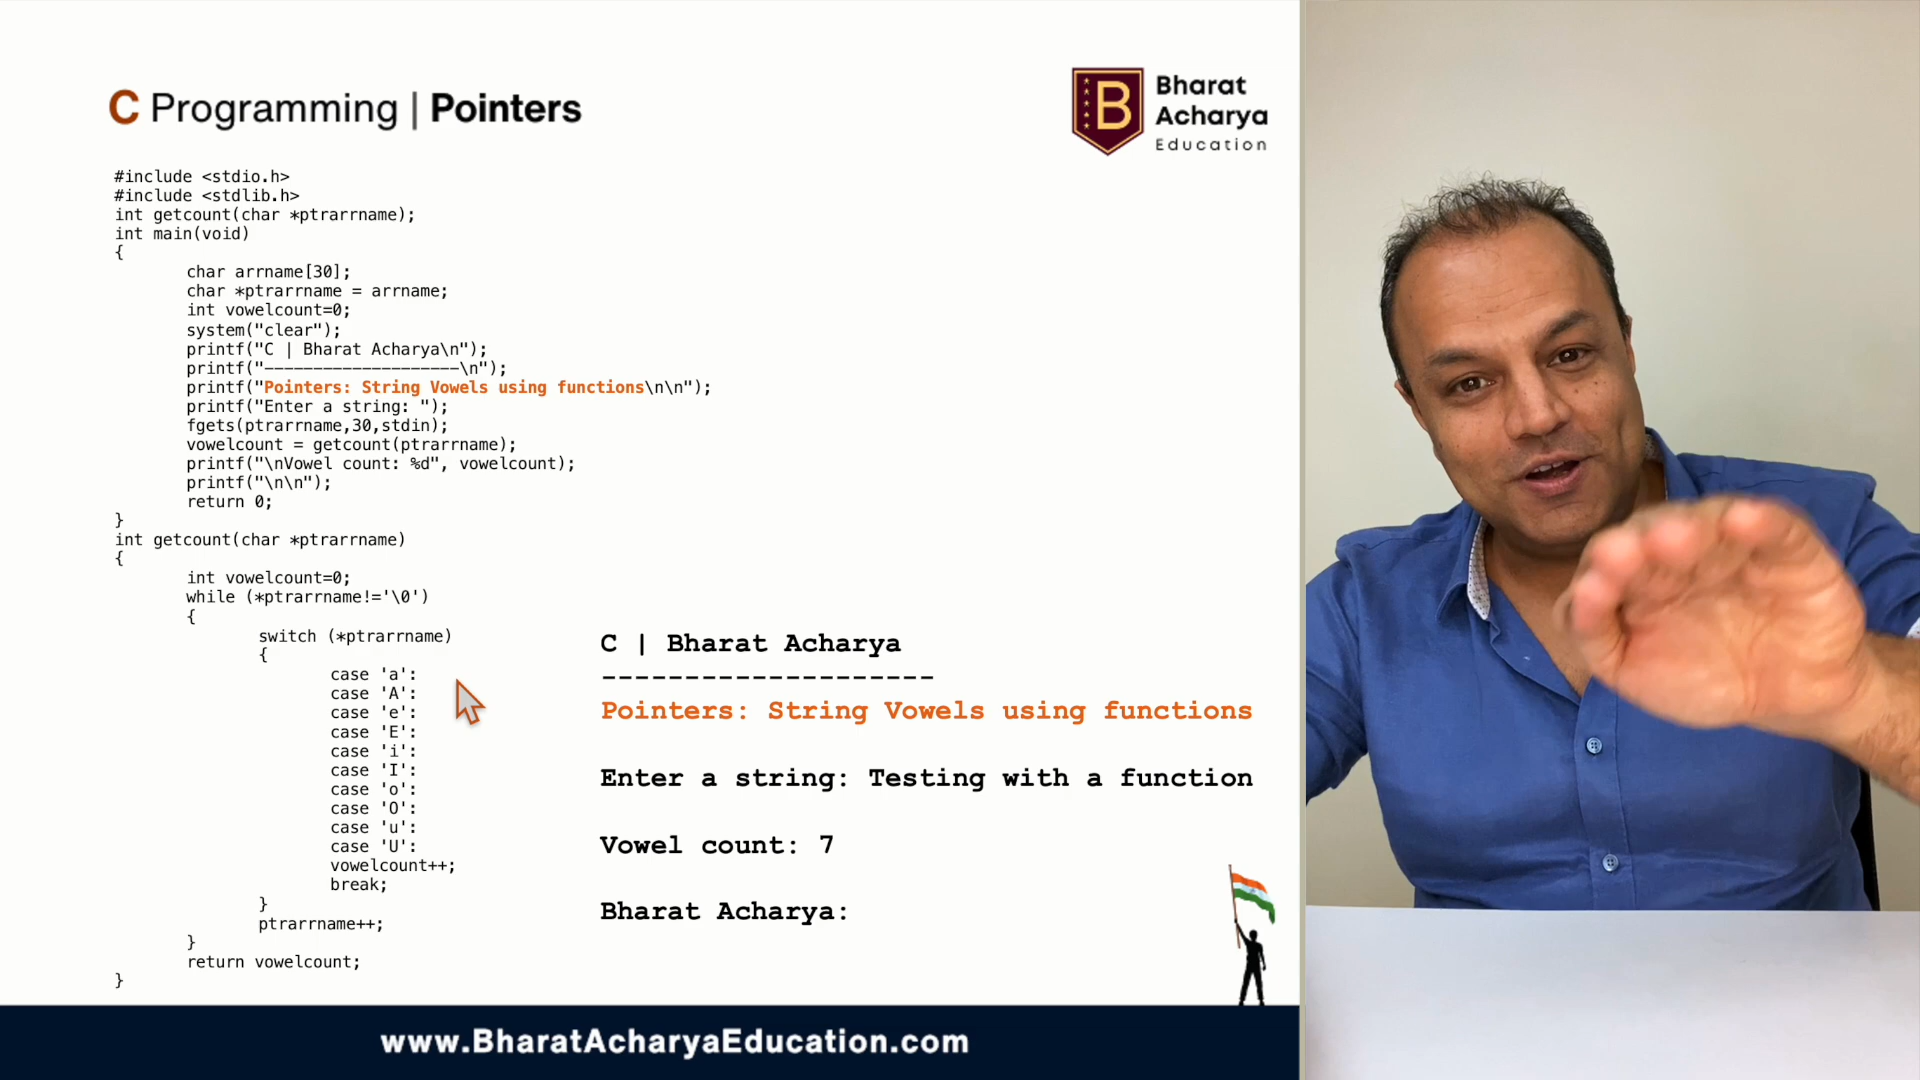 C Programming | Pointers
Bharat
Acharya
Education
B
#include <stdio.h>
#include <stdlib.h>
int getcount(char *ptrarrname);
int main(void)
{
char arrname[30];
char *ptrarrname = arrname;
int vowelcount=0;
system("clear");
printf("C | Bharat Acharya\n");
printf("--------------------\n");
printf("Pointers: String Vowels using functions\n\n");
printf("Enter a string: ");
fgets(ptrarrname,30,stdin);
vowelcount = getcount(ptrarrname);
printf("\nVowel count: %d", vowelcount);
printf("\n\n");
return 0;
}
int getcount(char *ptrarrname)
{
int vowelcount=0;
while (*ptrarrname!='\0')
{
switch (*ptrarrname)
{
case 'a':
case 'A':
case 'e':
case 'E':
case 'i':
case 'I':
case 'o':
case 'O':
case 'u':
case 'U':
vowelcount++;
break;
}
ptrarrname++;
}
return vowelcount;
}
C | Bharat Acharya
--------------------
Pointers: String Vowels using functions
Enter a string: Testing with a function
Vowel count: 7
Bharat Acharya:
www.BharatAcharyaEducation.com